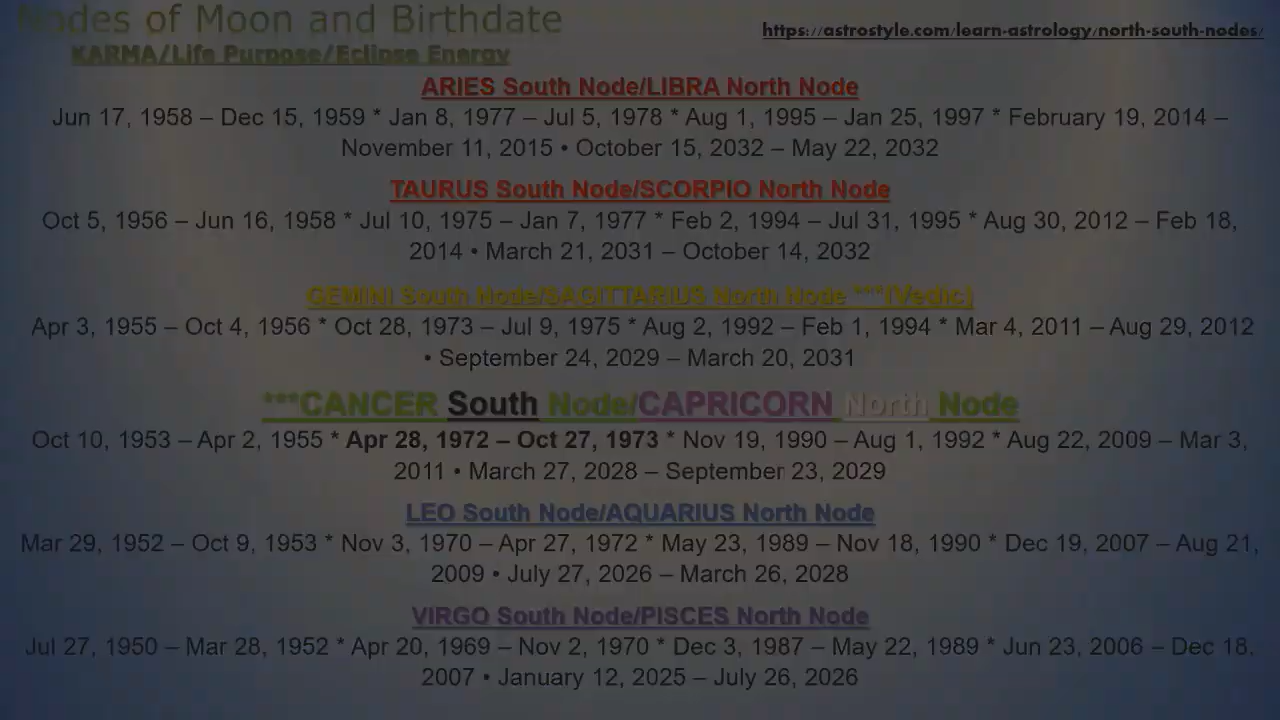 Nodes of Moon and Birthdate
https://astrostyle.com/learn-astrology/north-south-nodes/
KARMA/Life Purpose/Eclipse Energy
ARIES South Node/LIBRA North Node
Jun 17, 1958 – Dec 15, 1959 * Jan 8, 1977 – Jul 5, 1978 * Aug 1, 1995 – Jan 25, 1997 * February 19, 2014 –
November 11, 2015 • October 15, 2032 – May 22, 2032
TAURUS South Node/SCORPIO North Node
Oct 5, 1956 – Jun 16, 1958 * Jul 10, 1975 – Jan 7, 1977 * Feb 2, 1994 – Jul 31, 1995 * Aug 30, 2012 – Feb 18,
2014 • March 21, 2031 – October 14, 2032
GEMINI South Node/SAGITTARIUS North Node ***(Vedic)
Apr 3, 1955 – Oct 4, 1956 * Oct 28, 1973 – Jul 9, 1975 * Aug 2, 1992 – Feb 1, 1994 * Mar 4, 2011 – Aug 29, 2012
• September 24, 2029 – March 20, 2031
***CANCER South Node/CAPRICORN North Node
Oct 10, 1953 – Apr 2, 1955 * Apr 28, 1972 – Oct 27, 1973 * Nov 19, 1990 – Aug 1, 1992 * Aug 22, 2009 – Mar 3,
2011 • March 27, 2028 – September 23, 2029
LEO South Node/AQUARIUS North Node
Mar 29, 1952 – Oct 9, 1953 * Nov 3, 1970 – Apr 27, 1972 * May 23, 1989 – Nov 18, 1990 * Dec 19, 2007 – Aug 21,
2009 • July 27, 2026 – March 26, 2028
VIRGO South Node/PISCES North Node
Jul 27, 1950 – Mar 28, 1952 * Apr 20, 1969 – Nov 2, 1970 * Dec 3, 1987 – May 22, 1989 * Jun 23, 2006 – Dec 18,
2007 • January 12, 2025 – July 26, 2026